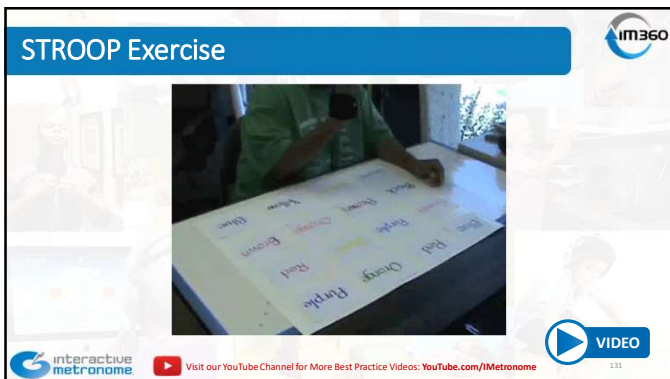 STROOP Exercise
IM360
Blue Yellow
Brown Orange Brown Black
Red Purple
Purple Orange Red Blue
VIDEO
interactive
metronome
Visit our YouTube Channel for More Best Practice Videos: YouTube.com/IMetronome
131